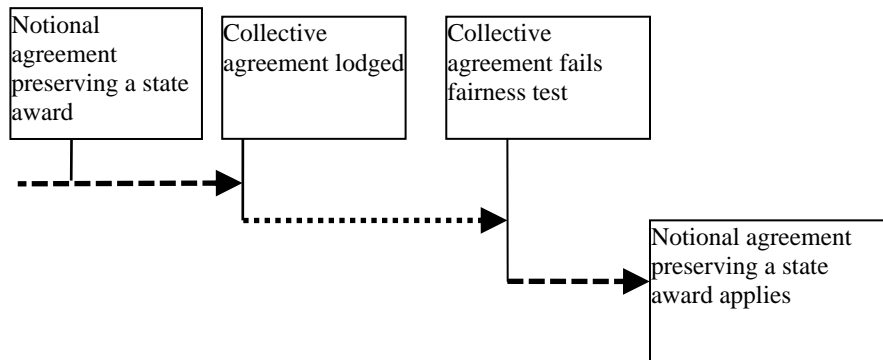 Notional
agreement
preserving a state
award
Collective
agreement lodged
Collective
agreement fails
fairness test
Notional agreement
preserving a state
award applies